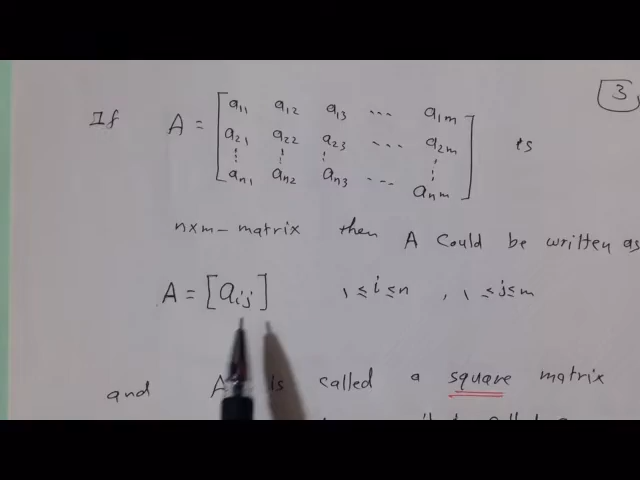 3
If A = [ a11 a12 a13 ... a1m
a21 a22 a23 ... a2m
⋮ ⋮ ⋮ ⋮
an1 an2 an3 ... anm ] is
nxm-matrix then A Could be written as
A = [aij] 1 ≤ i ≤ n , 1 ≤ j ≤ m
and A is called a square matrix